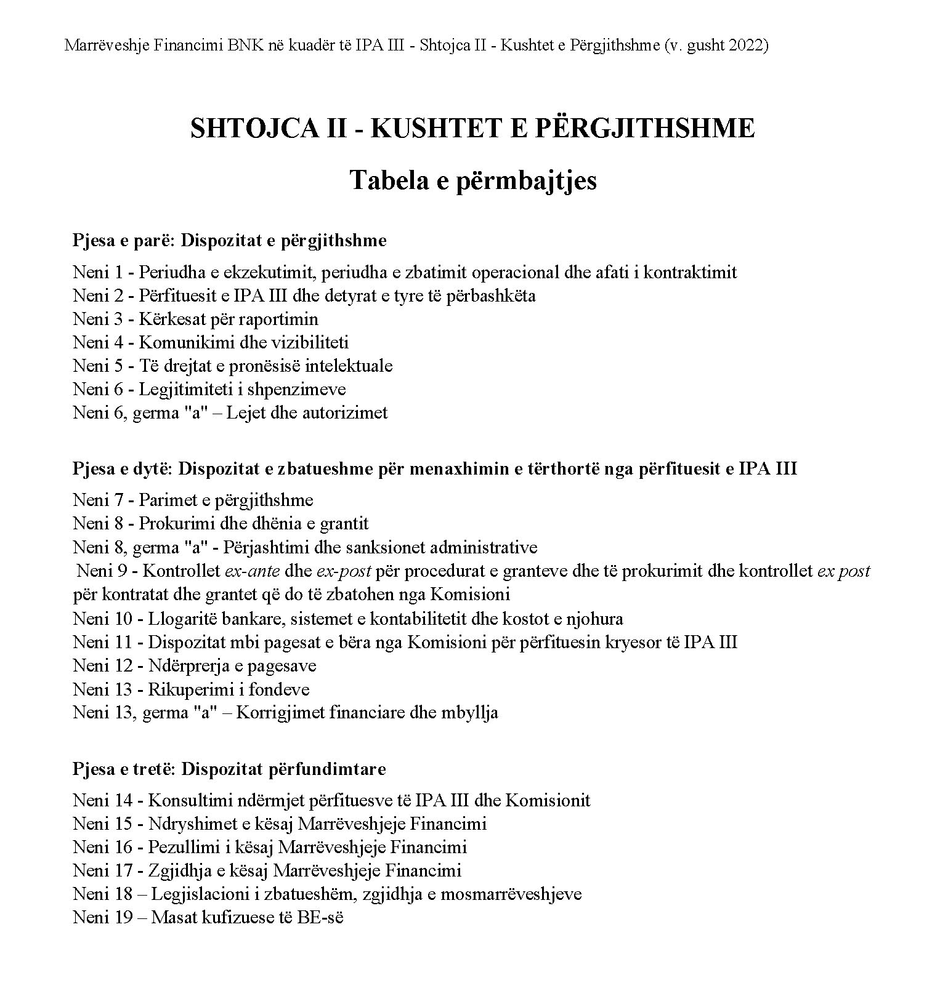 Marrëveshje Financimi BNK në kuadër të IPA III - Shtojca II - Kushtet e Përgjithshme (v. gusht 2022)
SHTOJCA II - KUSHTET E PËRGJITHSHME
Tabela e përmbajtjes
Pjesa e parë: Dispozitat e përgjithshme
Neni 1 - Periudha e ekzekutimit, periudha e zbatimit operacional dhe afati i kontraktimit
Neni 2 - Përfituesit e IPA III dhe detyrat e tyre të përbashkëta
Neni 3 - Kërkesat për raportimin
Neni 4 - Komunikimi dhe vizibiliteti
Neni 5 - Të drejtat e pronësisë intelektuale
Neni 6 - Legjitimiteti i shpenzimeve
Neni 6, germa "a" – Lejet dhe autorizimet
Pjesa e dytë: Dispozitat e zbatueshme për menaxhimin e tërthortë nga përfituesit e IPA III
Neni 7 - Parimet e përgjithshme
Neni 8 - Prokurimi dhe dhënia e grantit
Neni 8, germa "a" - Përjashtimi dhe sanksionet administrative
Neni 9 - Kontrollet ex-ante dhe ex-post për procedurat e granteve dhe të prokurimit dhe kontrollet ex post
për kontratat dhe grantet që do të zbatohen nga Komisioni
Neni 10 - Llogaritë bankare, sistemet e kontabilitetit dhe kostot e njohura
Neni 11 - Dispozitat mbi pagesat e bëra nga Komisioni për përfituesin kryesor të IPA III
Neni 12 - Ndërprerja e pagesave
Neni 13 - Rikuperimi i fondeve
Neni 13, germa "a" – Korrigjimet financiare dhe mbyllja
Pjesa e tretë: Dispozitat përfundimtare
Neni 14 - Konsultimi ndërmjet përfituesve të IPA III dhe Komisionit
Neni 15 - Ndryshimet e kësaj Marrëveshjeje Financimi
Neni 16 - Pezullimi i kësaj Marrëveshjeje Financimi
Neni 17 - Zgjidhja e kësaj Marrëveshjeje Financimi
Neni 18 – Legjislacioni i zbatueshëm, zgjidhja e mosmarrëveshjeve
Neni 19 – Masat kufizuese të BE-së